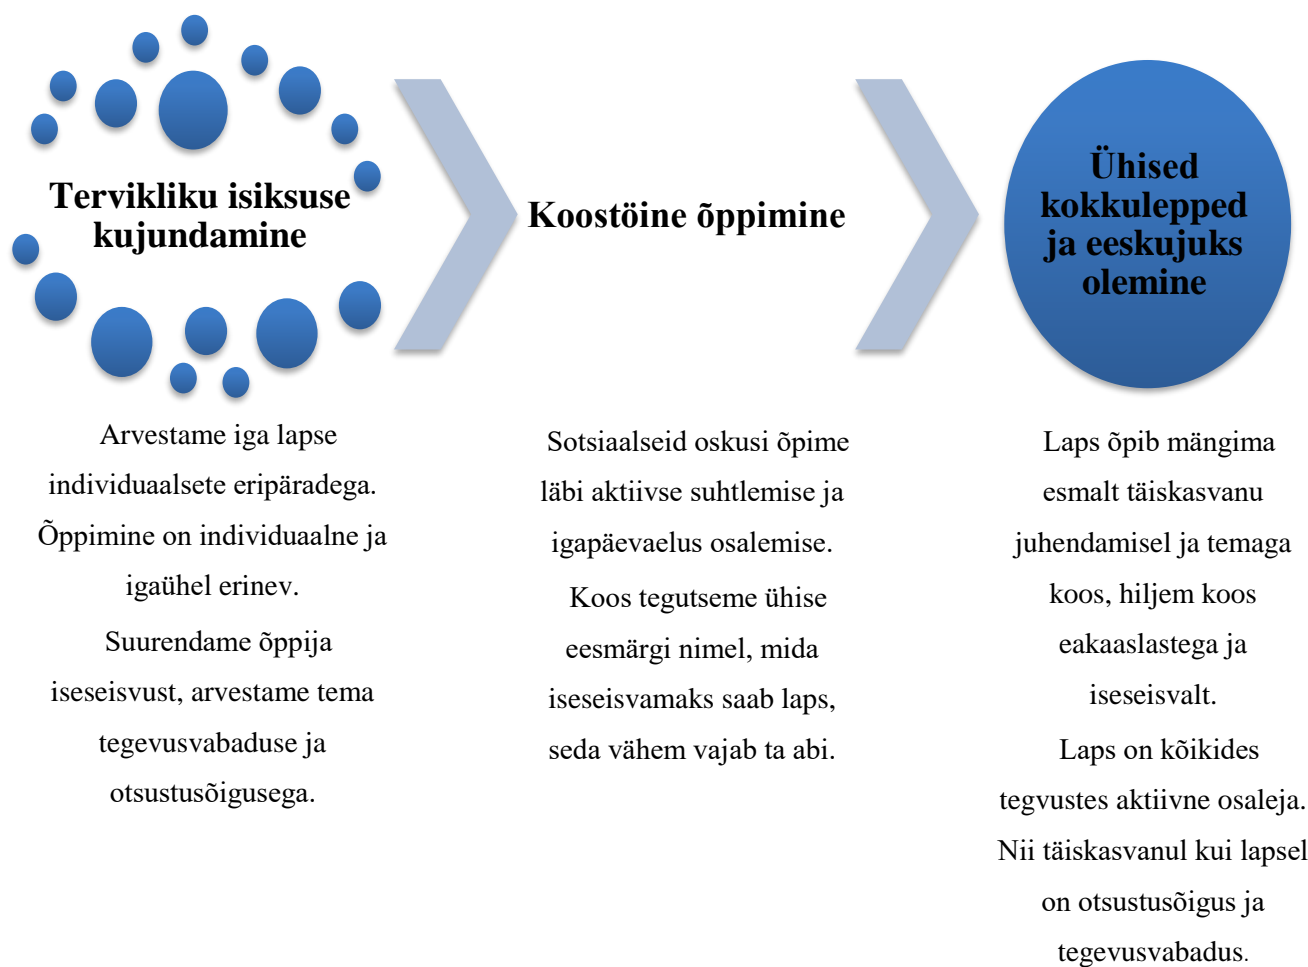 Tervikliku isiksuse
kujundamine
Arvestame iga lapse
individuaalsete eripäradega.
Õppimine on individuaalne ja
igaühel erinev.
Suurendame õppija
iseseisvust, arvestame tema
tegevusvabaduse ja
otsustusõigusega.
Koostöine õppimine
Sotsiaalseid oskusi õpime
läbi aktiivse suhtlemise ja
igapäevaelus osalemise.
Koos tegutseme ühise
eesmärgi nimel, mida
iseseisvamaks saab laps,
seda vähem vajab ta abi.
Ühised
kokkulepped
ja eeskujuks
olemine
Laps õpib mängima
esmalt täiskasvanu
juhendamisel ja temaga
koos, hiljem koos
eakaaslastega ja
iseseisvalt.
Laps on kõikides
tegvustes aktiivne osaleja.
Nii täiskasvanul kui lapsel
on otsustusõigus ja
tegevusvabadus.